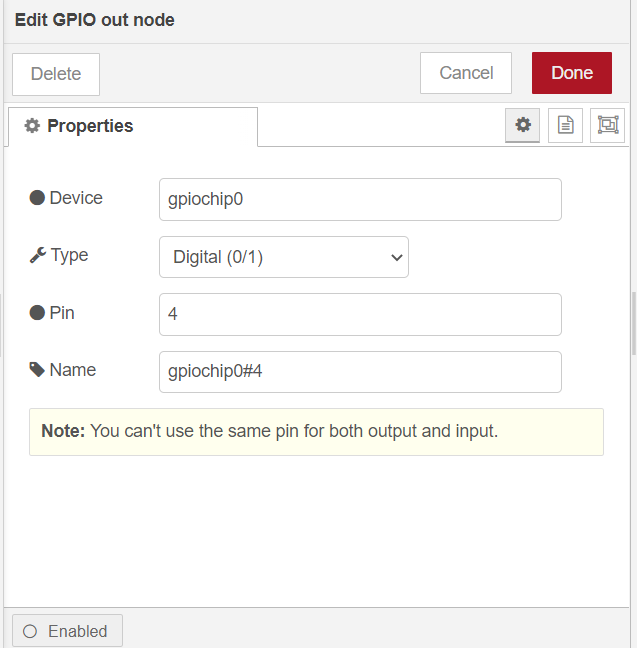 Edit GPIO out node
Delete
Cancel
Done
Properties
Device
gpiochip0
Type
Digital (0/1)
Pin
4
Name
gpiochip0#4
Note: You can't use the same pin for both output and input.
Enabled